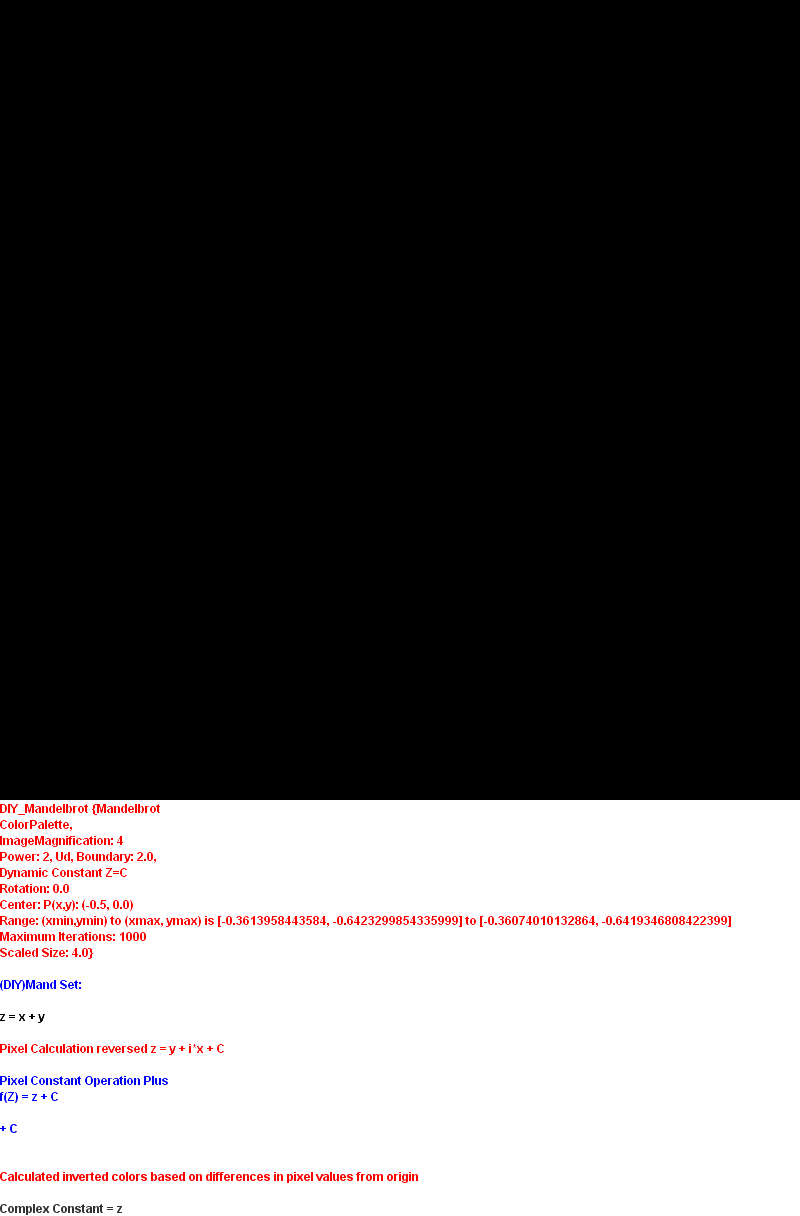 DIY_Mandelbrot {Mandelbrot
ColorPalette,
ImageMagnification: 4
Power: 2, Ud, Boundary: 2.0,
Dynamic Constant Z=C
Rotation: 0.0
Center: P(x,y): (-0.5, 0.0)
Range: (xmin,ymin) to (xmax, ymax) is [-0.3613958443584, -0.6423299854335999] to [-0.36074010132864, -0.6419346808422399]
Maximum Iterations: 1000
Scaled Size: 4.0}
(DIY)Mand Set:
z = x + y
Pixel Calculation reversed z = y + i*x + C
Pixel Constant Operation Plus
f(Z) = z + C
+ C
Calculated inverted colors based on differences in pixel values from origin
Complex Constant = z